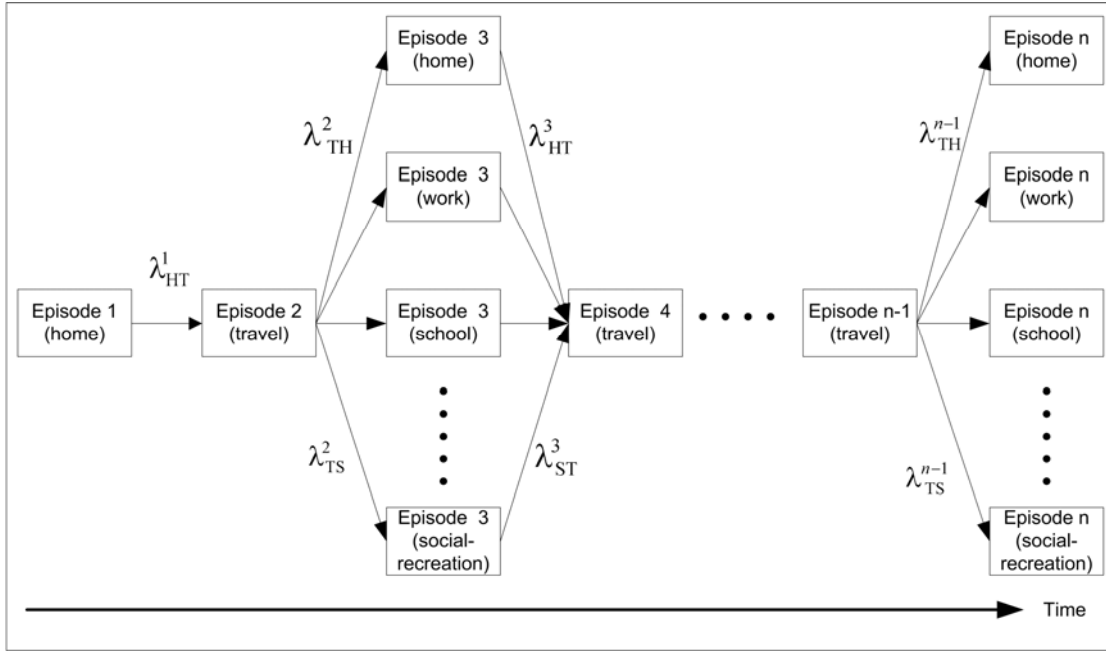 Episode 3
(home)
Episode n
(home)
λ²TH
λ³HT
λⁿ⁻¹TH
Episode 3
(work)
Episode n
(work)
λ¹HT
Episode 1
(home)
Episode 2
(travel)
Episode 3
(school)
Episode 4
(travel)
Episode n-1
(travel)
Episode n
(school)
λ²TS
λ³ST
λⁿ⁻¹TS
Episode 3
(social-
recreation)
Episode n
(social-
recreation)
Time